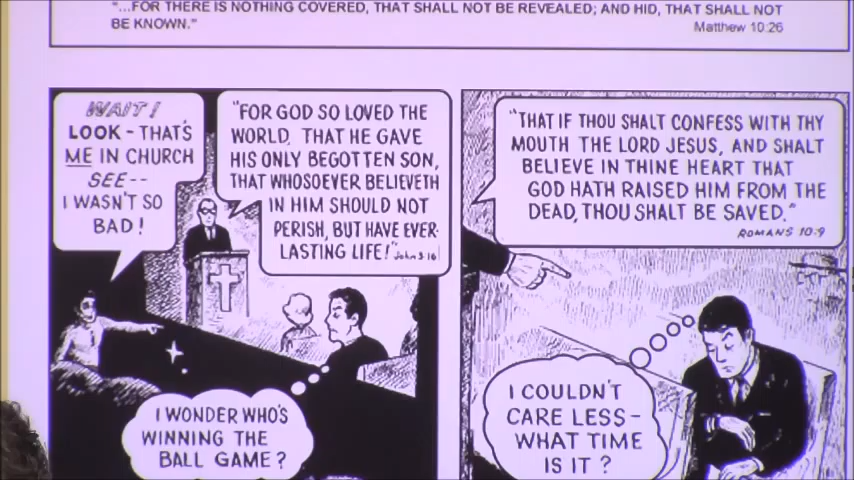 "...FOR THERE IS NOTHING COVERED, THAT SHALL NOT BE REVEALED; AND HID, THAT SHALL NOT
BE KNOWN."
Matthew 10:26
WAIT!
LOOK - THAT'S
ME IN CHURCH
SEE--
I WASN'T SO
BAD!
"FOR GOD SO LOVED THE
WORLD, THAT HE GAVE
HIS ONLY BEGOTTEN SON,
THAT WHOSOEVER BELIEVETH
IN HIM SHOULD NOT
PERISH, BUT HAVE EVER-
LASTING LIFE!" John 3-16
I WONDER WHO'S
WINNING THE
BALL GAME?
"THAT IF THOU SHALT CONFESS WITH THY
MOUTH THE LORD JESUS, AND SHALT
BELIEVE IN THINE HEART THAT
GOD HATH RAISED HIM FROM THE
DEAD, THOU SHALT BE SAVED."
ROMANS 10:9
I COULDN'T
CARE LESS-
WHAT TIME
IS IT?